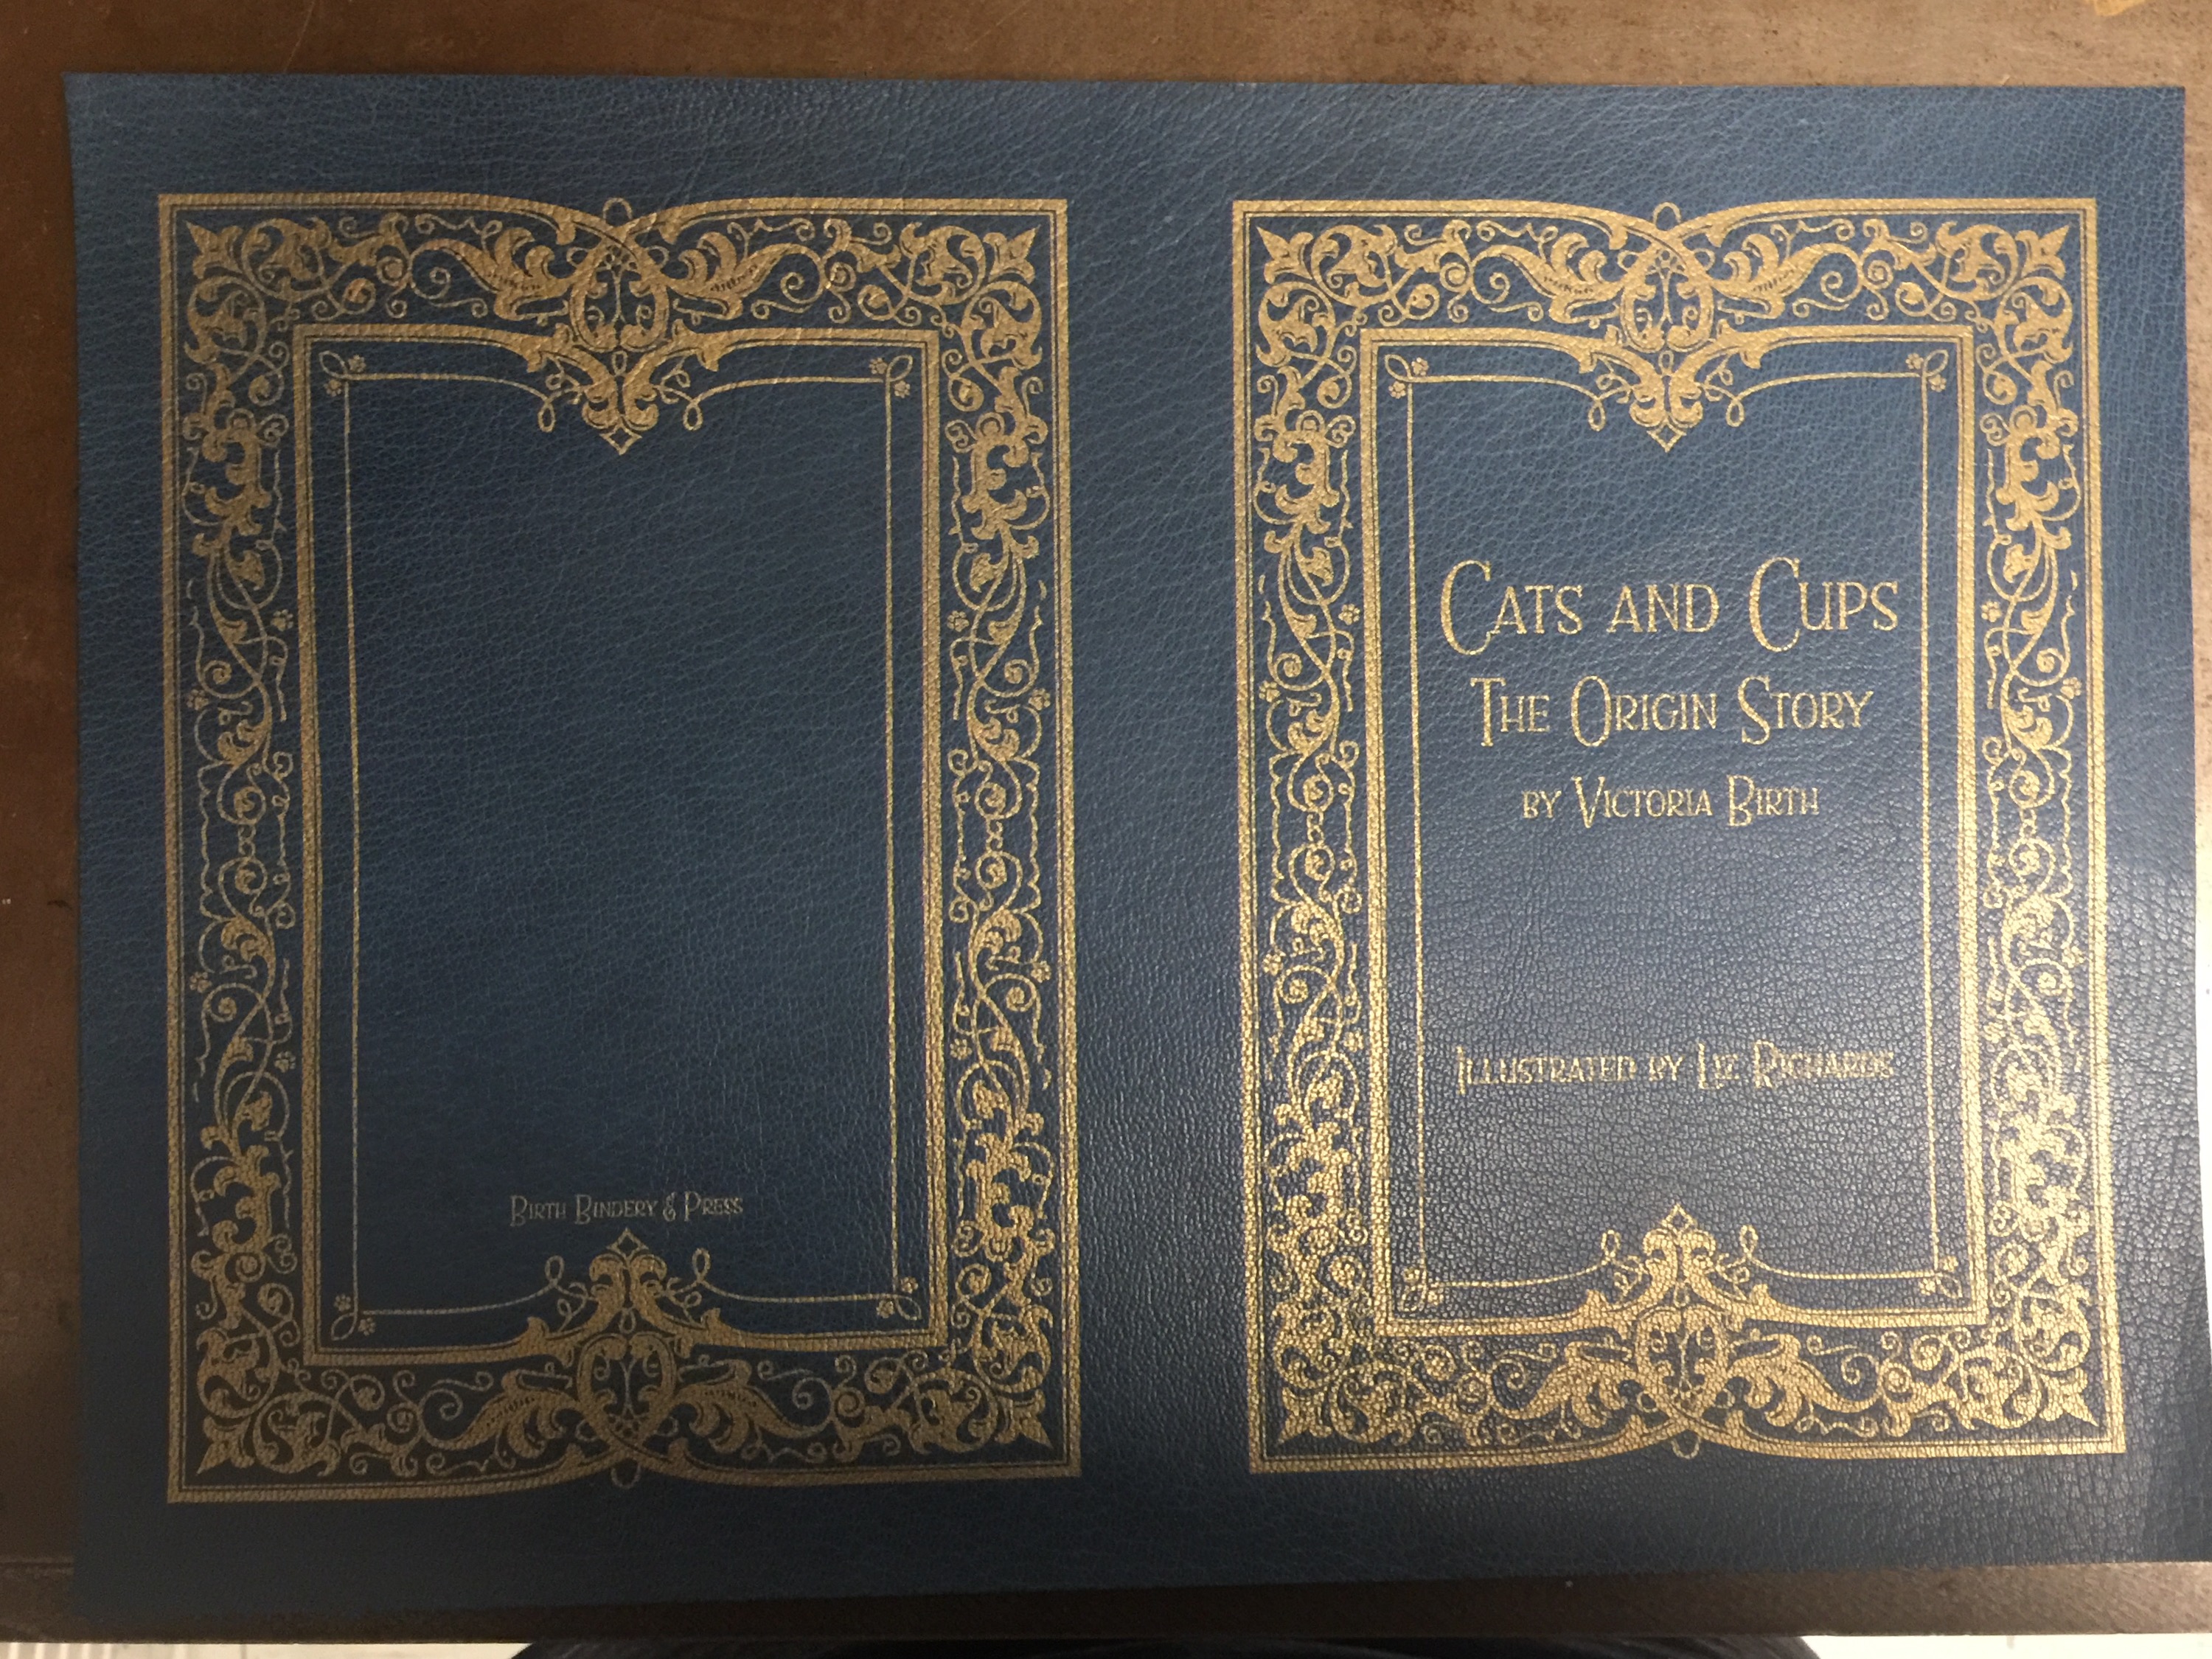 Cats and Cups
The Origin Story
by Victoria Birth
Illustrated by Liz Richards
Birth Bindery & Press